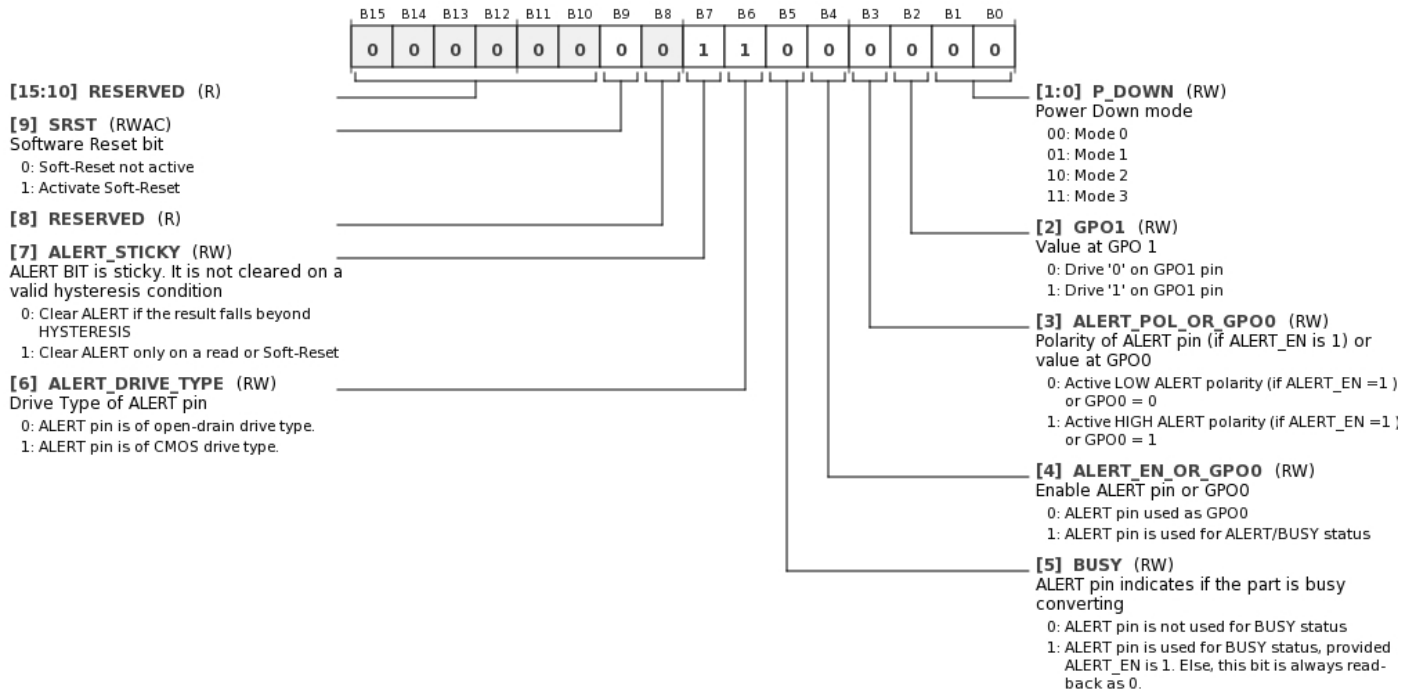 B15 B14 B13 B12 B11 B10 B9 B8 B7 B6 B5 B4 B3 B2 B1 B0
0 0 0 0 0 0 0 0 1 1 0 0 0 0 0 0
[15:10] RESERVED (R)
[9] SRST (RWAC)
Software Reset bit
0: Soft-Reset not active
1: Activate Soft-Reset
[8] RESERVED (R)
[7] ALERT_STICKY (RW)
ALERT BIT is sticky. It is not cleared on a
valid hysteresis condition
0: Clear ALERT if the result falls beyond
HYSTERESIS
1: Clear ALERT only on a read or Soft-Reset
[6] ALERT_DRIVE_TYPE (RW)
Drive Type of ALERT pin
0: ALERT pin is of open-drain drive type.
1: ALERT pin is of CMOS drive type.
[1:0] P_DOWN (RW)
Power Down mode
00: Mode 0
01: Mode 1
10: Mode 2
11: Mode 3
[2] GPO1 (RW)
Value at GPO 1
0: Drive '0' on GPO1 pin
1: Drive '1' on GPO1 pin
[3] ALERT_POL_OR_GPO0 (RW)
Polarity of ALERT pin (if ALERT_EN is 1) or
value at GPO0
0: Active LOW ALERT polarity (if ALERT_EN =1 )
or GPO0 = 0
1: Active HIGH ALERT polarity (if ALERT_EN =1 )
or GPO0 = 1
[4] ALERT_EN_OR_GPO0 (RW)
Enable ALERT pin or GPO0
0: ALERT pin used as GPO0
1: ALERT pin is used for ALERT/BUSY status
[5] BUSY (RW)
ALERT pin indicates if the part is busy
converting
0: ALERT pin is not used for BUSY status
1: ALERT pin is used for BUSY status, provided
ALERT_EN is 1. Else, this bit is always read-
back as 0.